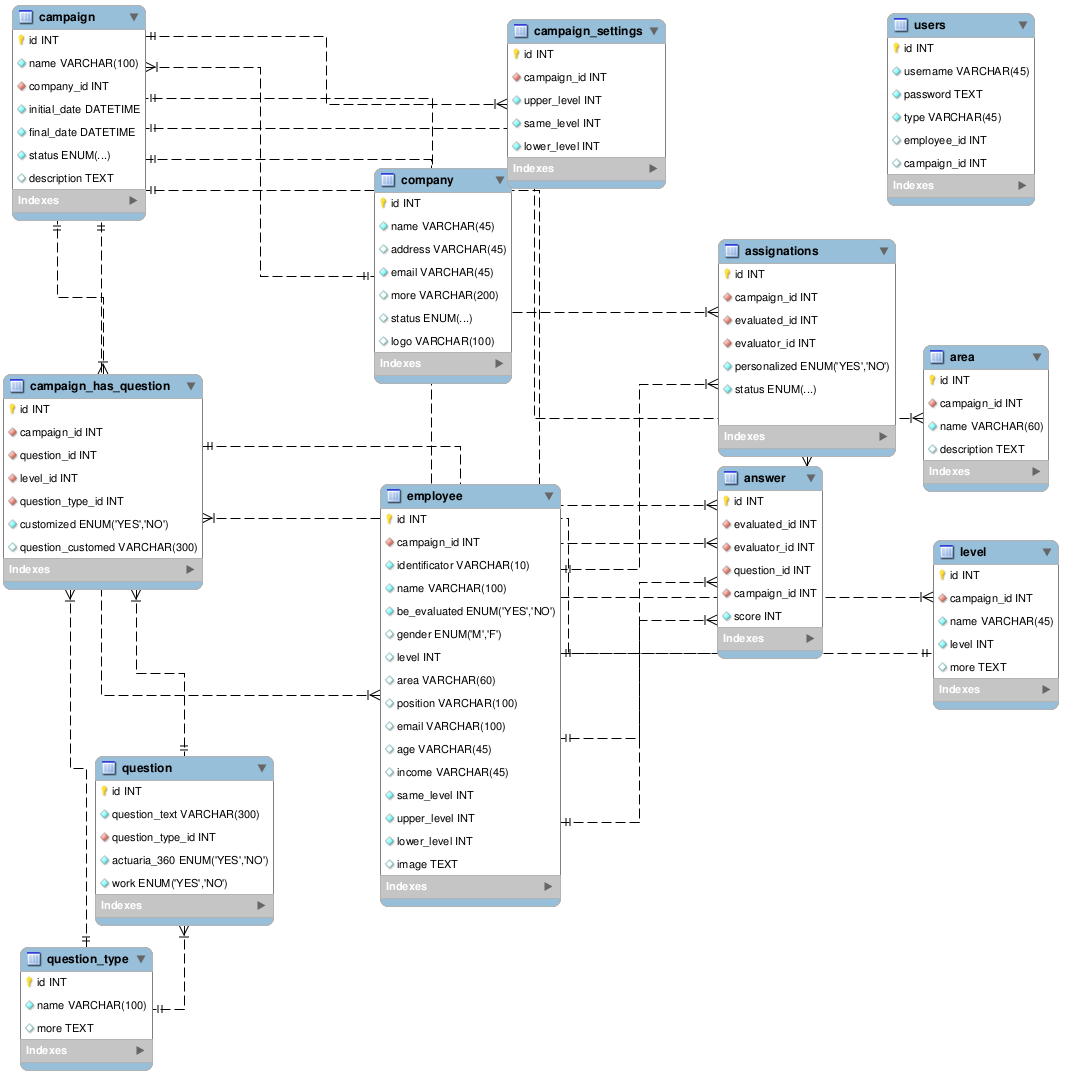 campaign
id INT
name VARCHAR(100)
company_id INT
initial_date DATETIME
final_date DATETIME
status ENUM(...)
description TEXT
Indexes
campaign_settings
id INT
campaign_id INT
upper_level INT
same_level INT
lower_level INT
Indexes
users
id INT
username VARCHAR(45)
password TEXT
type VARCHAR(45)
employee_id INT
campaign_id INT
Indexes
company
id INT
name VARCHAR(45)
address VARCHAR(45)
email VARCHAR(45)
more VARCHAR(200)
status ENUM(...)
logo VARCHAR(100)
Indexes
assignations
id INT
campaign_id INT
evaluated_id INT
evaluator_id INT
personalized ENUM('YES','NO')
status ENUM(...)
Indexes
area
id INT
campaign_id INT
name VARCHAR(60)
description TEXT
Indexes
campaign_has_question
id INT
campaign_id INT
question_id INT
level_id INT
question_type_id INT
customized ENUM('YES','NO')
question_customed VARCHAR(300)
Indexes
employee
id INT
campaign_id INT
identificator VARCHAR(10)
name VARCHAR(100)
be_evaluated ENUM('YES','NO')
gender ENUM('M','F')
level INT
area VARCHAR(60)
position VARCHAR(100)
email VARCHAR(100)
age VARCHAR(45)
income VARCHAR(45)
same_level INT
upper_level INT
lower_level INT
image TEXT
Indexes
answer
id INT
evaluated_id INT
evaluator_id INT
question_id INT
campaign_id INT
score INT
Indexes
level
id INT
campaign_id INT
name VARCHAR(45)
level INT
more TEXT
Indexes
question
id INT
question_text VARCHAR(300)
question_type_id INT
actuaria_360 ENUM('YES','NO')
work ENUM('YES','NO')
Indexes
question_type
id INT
name VARCHAR(100)
more TEXT
Indexes